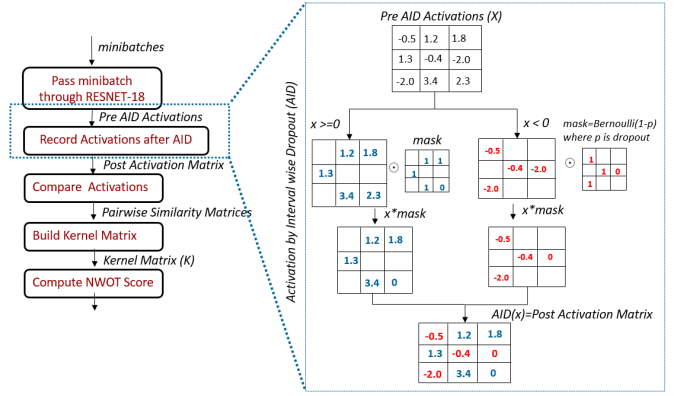 minibatches
Pass minibatch
through RESNET-18
Pre AID Activations
Record Activations after AID
Post Activation Matrix
Compare Activations
Pairwise Similarity Matrices
Build Kernel Matrix
Kernel Matrix (K)
Compute NWOT Score
Activation by Interval wise Dropout (AID)
Pre AID Activations (X)
-0.5 1.2 1.8
1.3 -0.4 -2.0
-2.0 3.4 2.3
x >=0
1.2 1.8
1.3
3.4 2.3
mask
1 1
1
1 0
x*mask
1.2 1.8
1.3
3.4 0
x < 0
mask=Bernoulli(1-p)
where p is dropout
-0.5
-0.4 -2.0
-2.0
1
1 0
1
x*mask
-0.5
-0.4 0
-2.0
AID(x)=Post Activation Matrix
-0.5 1.2 1.8
1.3 -0.4 0
-2.0 3.4 0